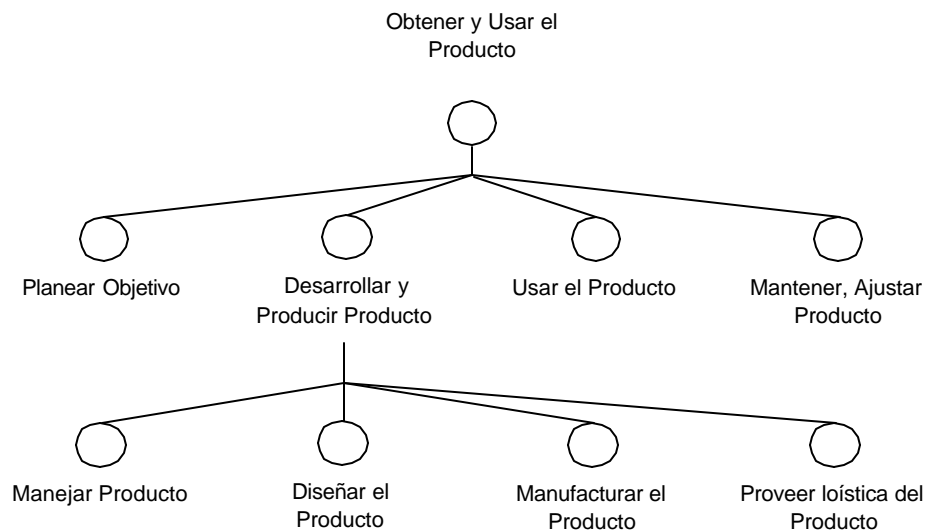 Obtener y Usar el
Producto
Planear Objetivo
Desarrollar y
Producir Producto
Usar el Producto
Mantener, Ajustar
Producto
Manejar Producto
Diseñar el
Producto
Manufacturar el
Producto
Proveer loística del
Producto